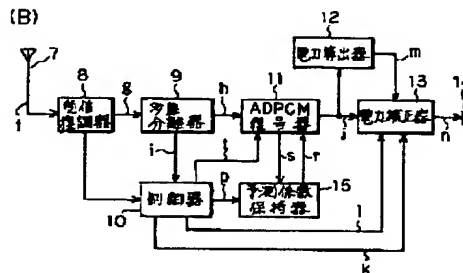 (B)
7
f
8
受信
復調器
g
9
多重
分離器
h
i
11
ADPCM
復号器
t
s
r
j
12
電力算出器
m
13
電力補正器
n
14
10
制御器
p
15
予測係数
保持器
l
k